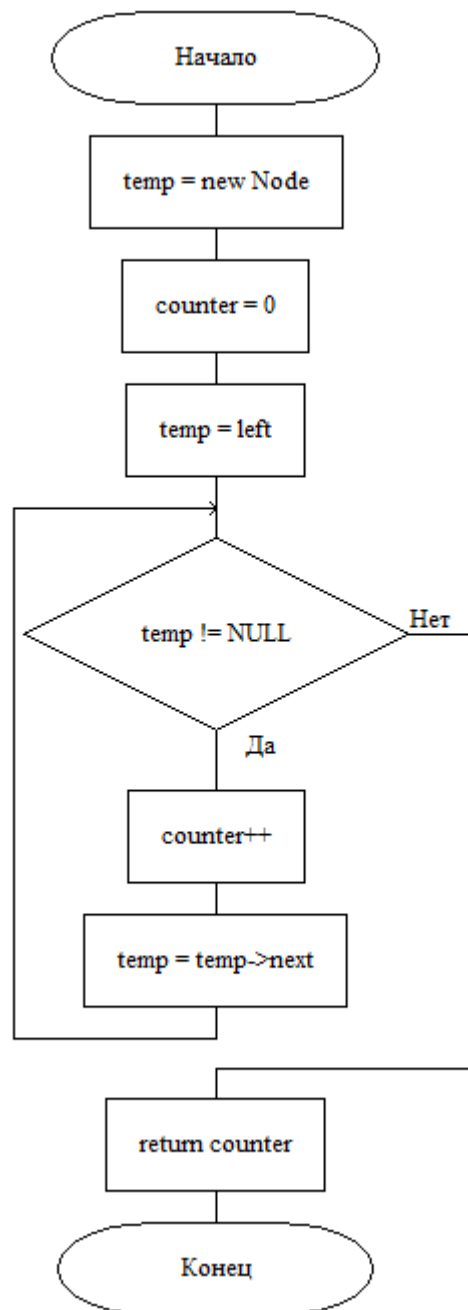 Начало
temp = new Node
counter = 0
temp = left
temp != NULL
Нет
Да
counter++
temp = temp->next
return counter
Конец